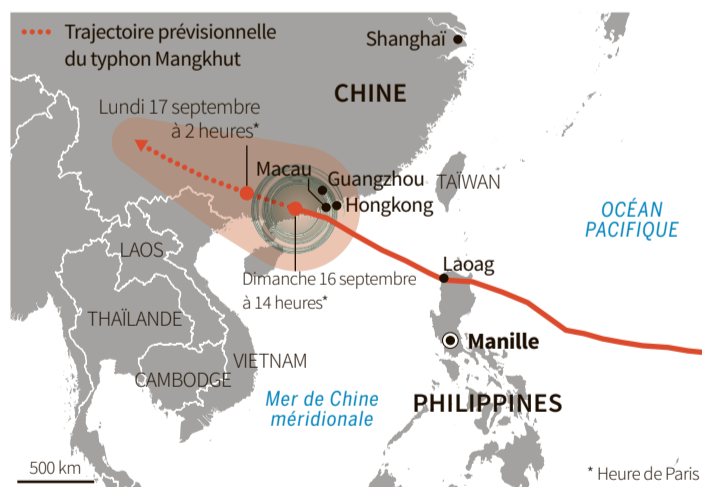 Trajectoire prévisionnelle
du typhon Mangkhut
Shanghaï
CHINE
Lundi 17 septembre
à 2 heures*
Macau
Guangzhou
TAÏWAN
Hongkong
OCÉAN
PACIFIQUE
LAOS
Laoag
Dimanche 16 septembre
à 14 heures*
THAÏLANDE
Manille
VIETNAM
CAMBODGE
Mer de Chine
méridionale
PHILIPPINES
500 km
* Heure de Paris